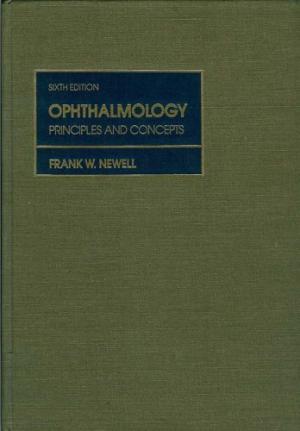 SIXTH EDITION
OPHTHALMOLOGY
PRINCIPLES AND CONCEPTS
FRANK W. NEWELL